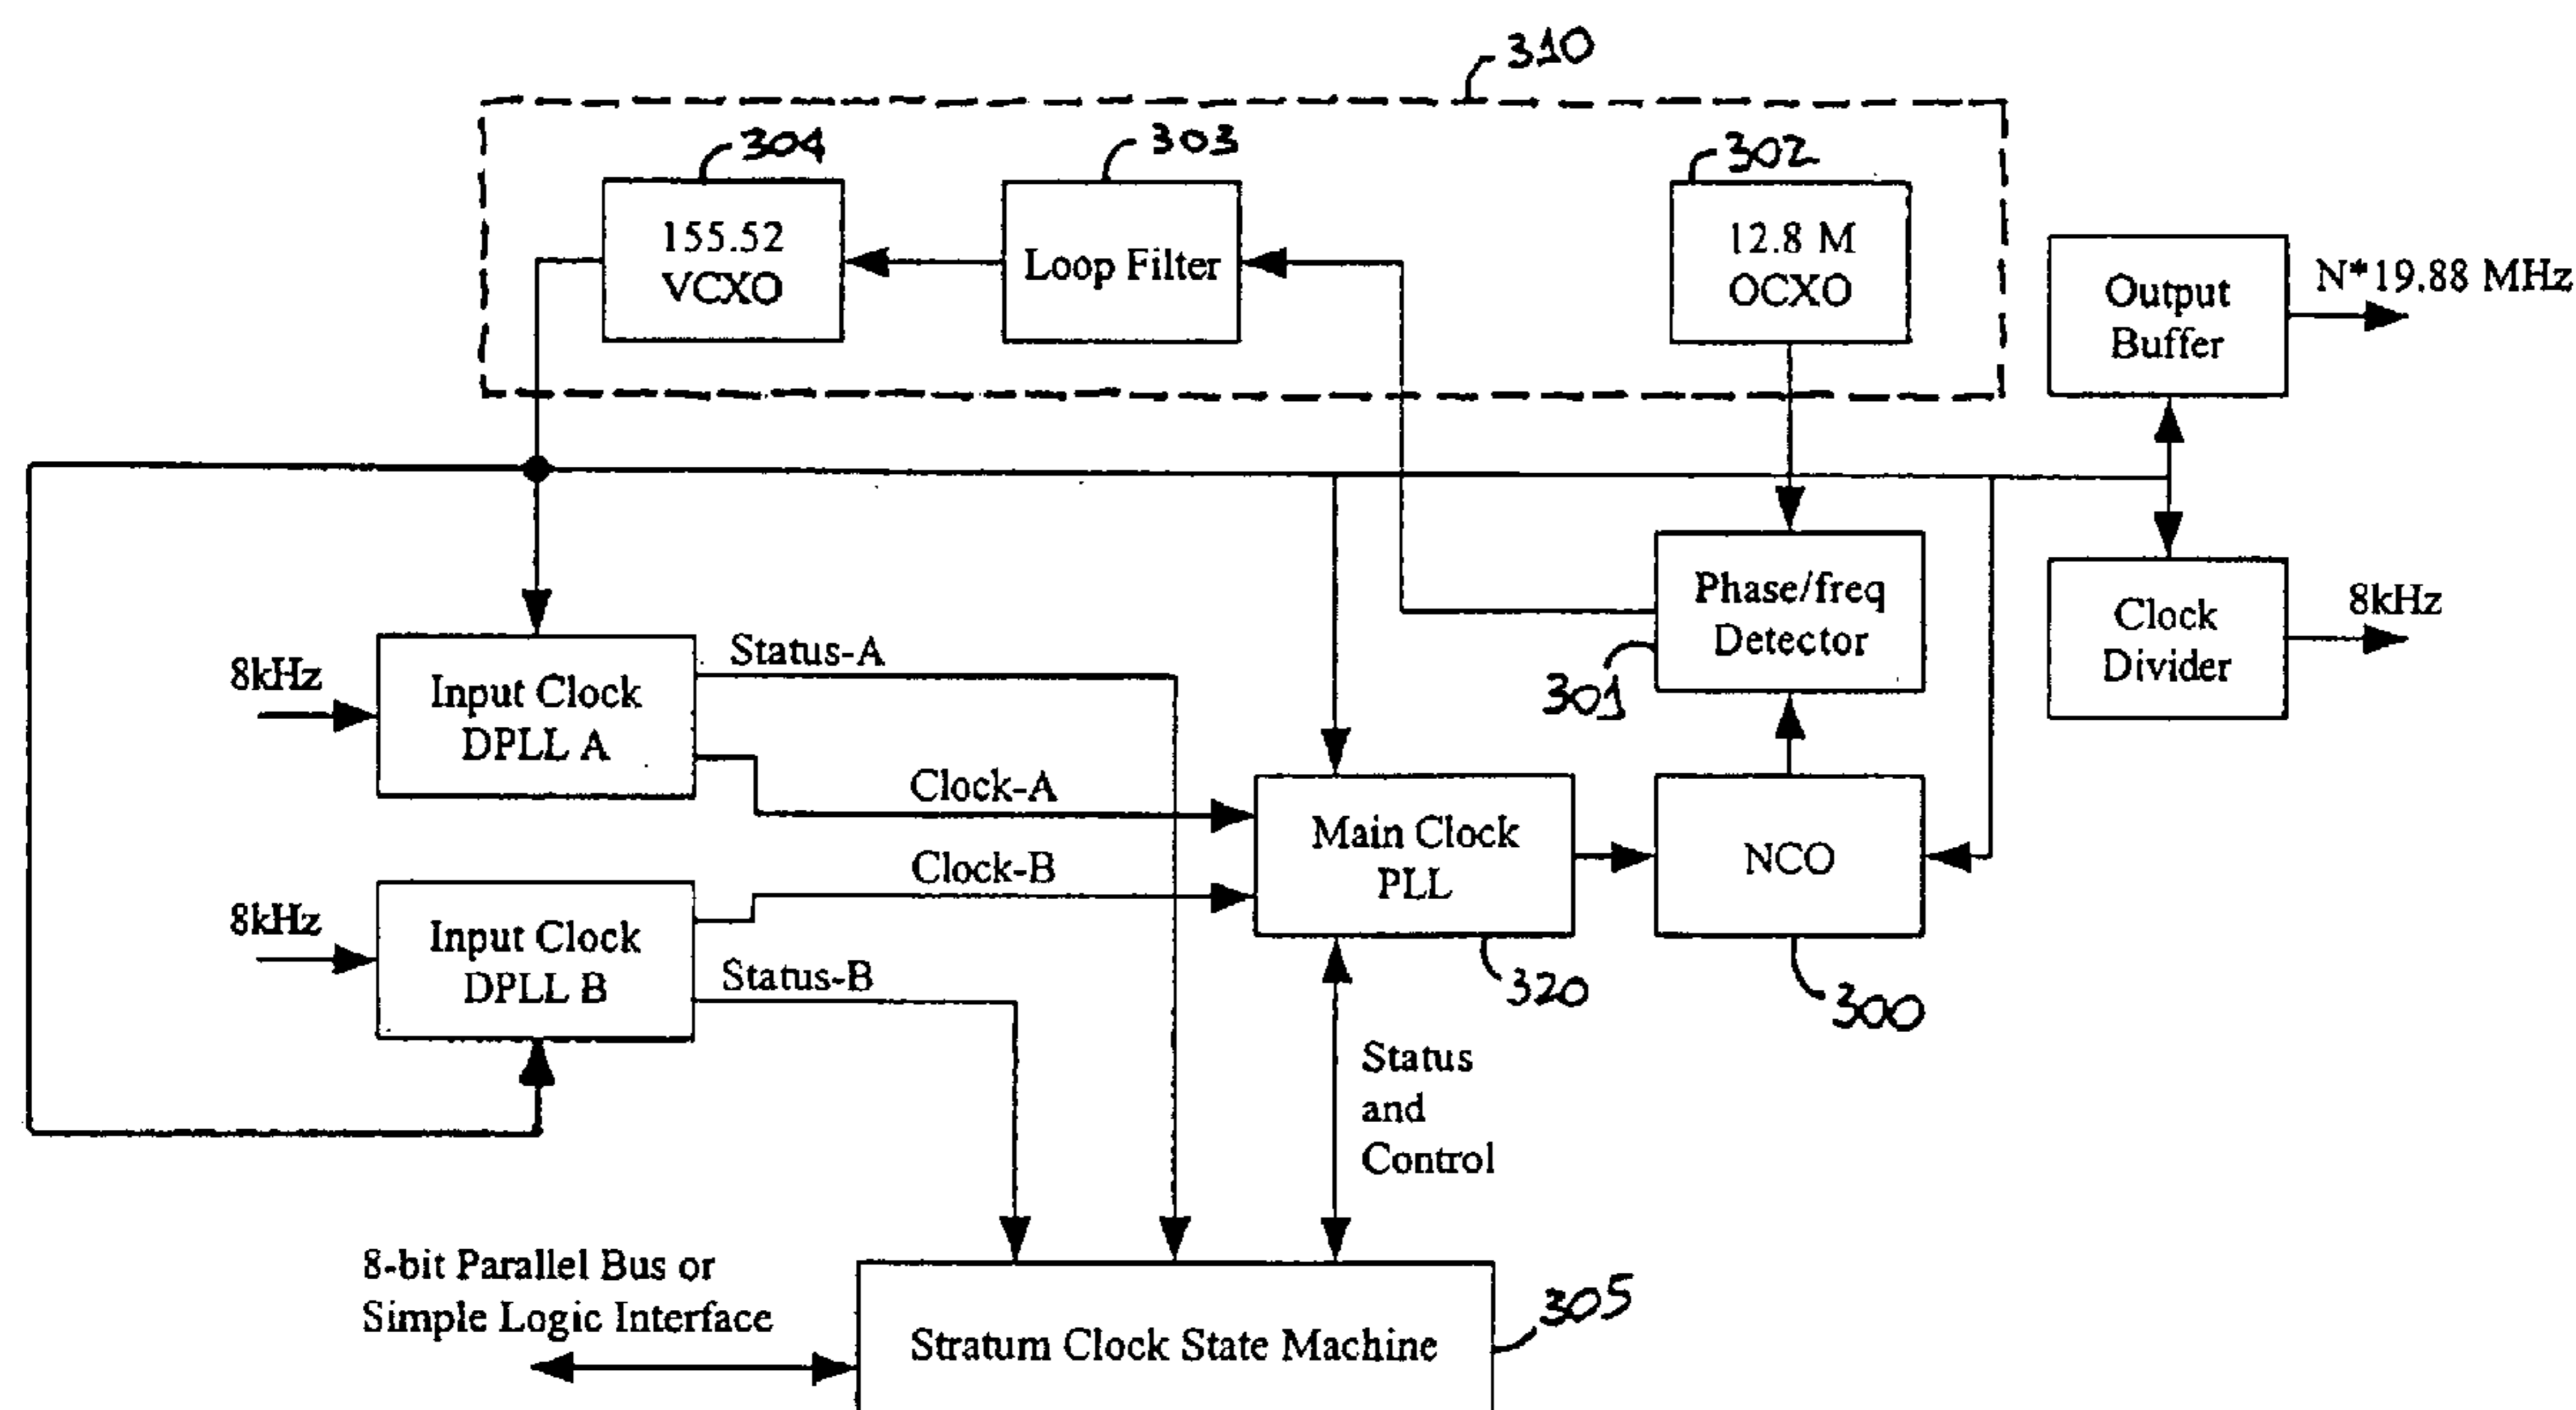 310
304
303
302
155.52
VCXO
Loop Filter
12.8 M
OCXO
Output
Buffer
N*19.88 MHz
Phase/freq
Detector
301
Clock
Divider
8kHz
8kHz
Input Clock
DPLL A
Status-A
Clock-A
Main Clock
PLL
320
NCO
300
8kHz
Input Clock
DPLL B
Clock-B
Status-B
Status
and
Control
8-bit Parallel Bus or
Simple Logic Interface
Stratum Clock State Machine
305